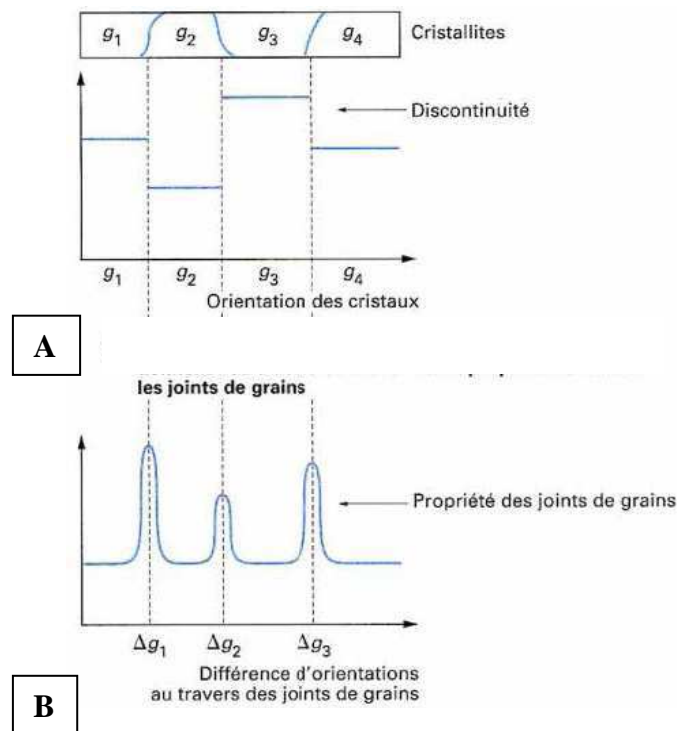 g1 g2 g3 g4 Cristallites
Discontinuité
g1 g2 g3 g4
Orientation des cristaux
A
les joints de grains
Propriété des joints de grains
Δg1 Δg2 Δg3
Différence d'orientations
au travers des joints de grains
B